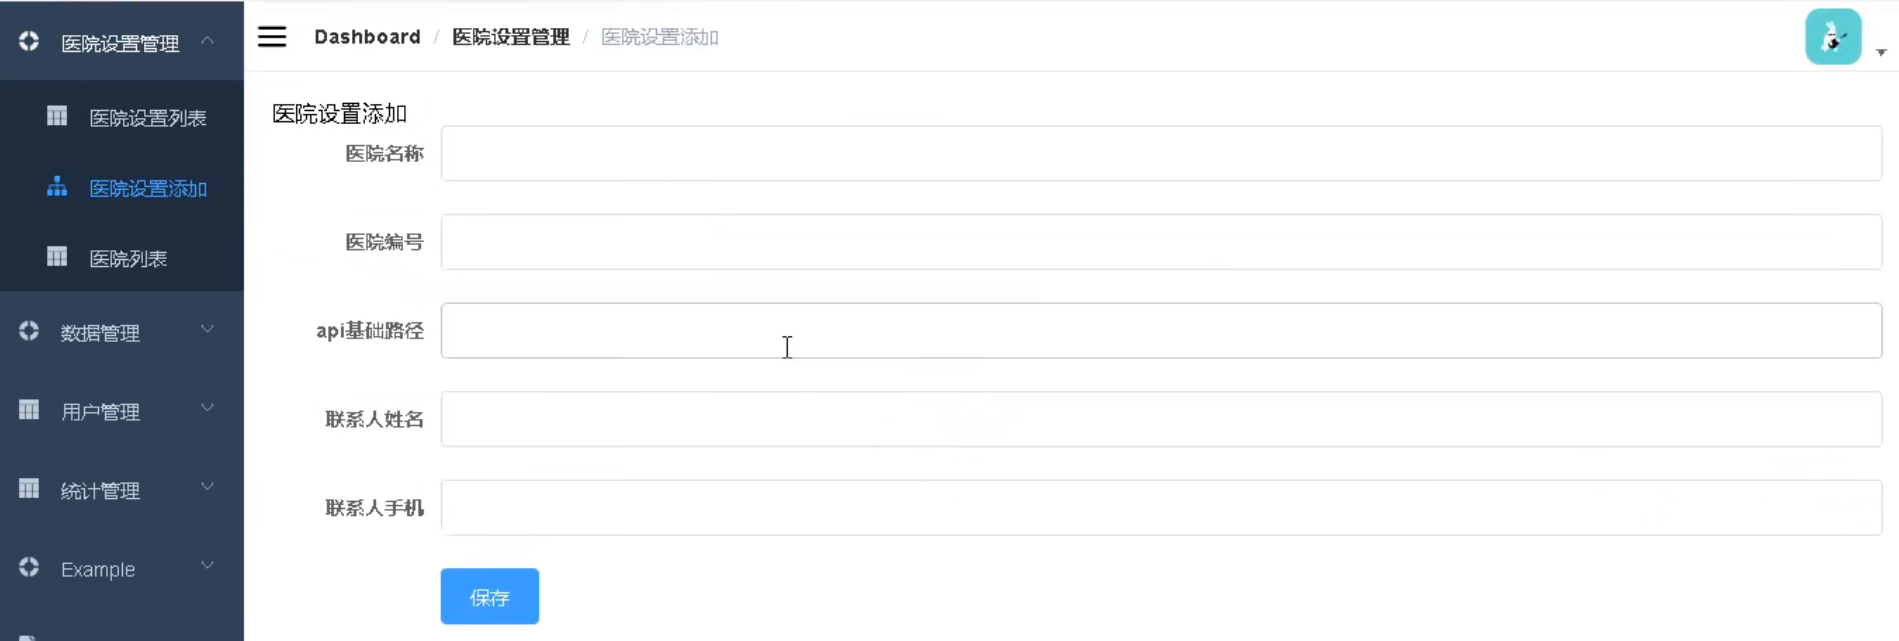 医院设置管理
医院设置列表
医院设置添加
医院列表
数据管理
用户管理
统计管理
Example
Dashboard / 医院设置管理 / 医院设置添加
医院设置添加
医院名称
医院编号
api基础路径
联系人姓名
联系人手机
保存